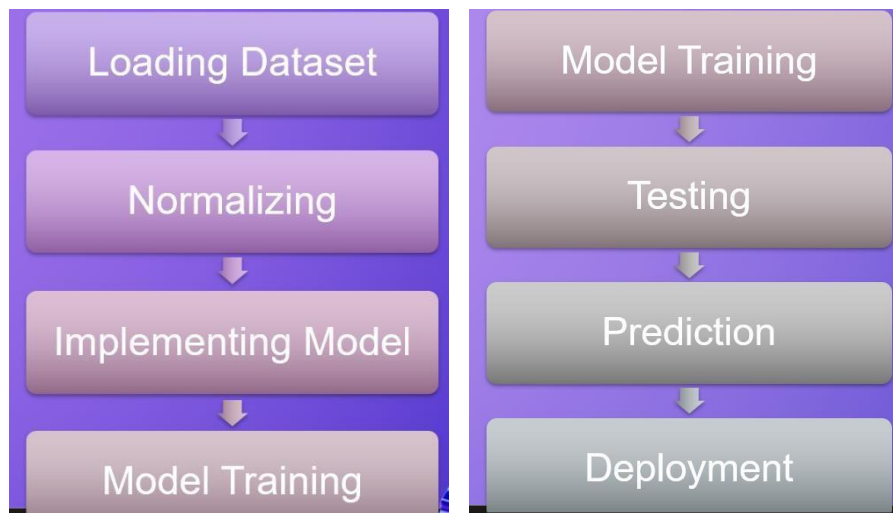 Loading Dataset
Normalizing
Implementing Model
Model Training
Model Training
Testing
Prediction
Deployment